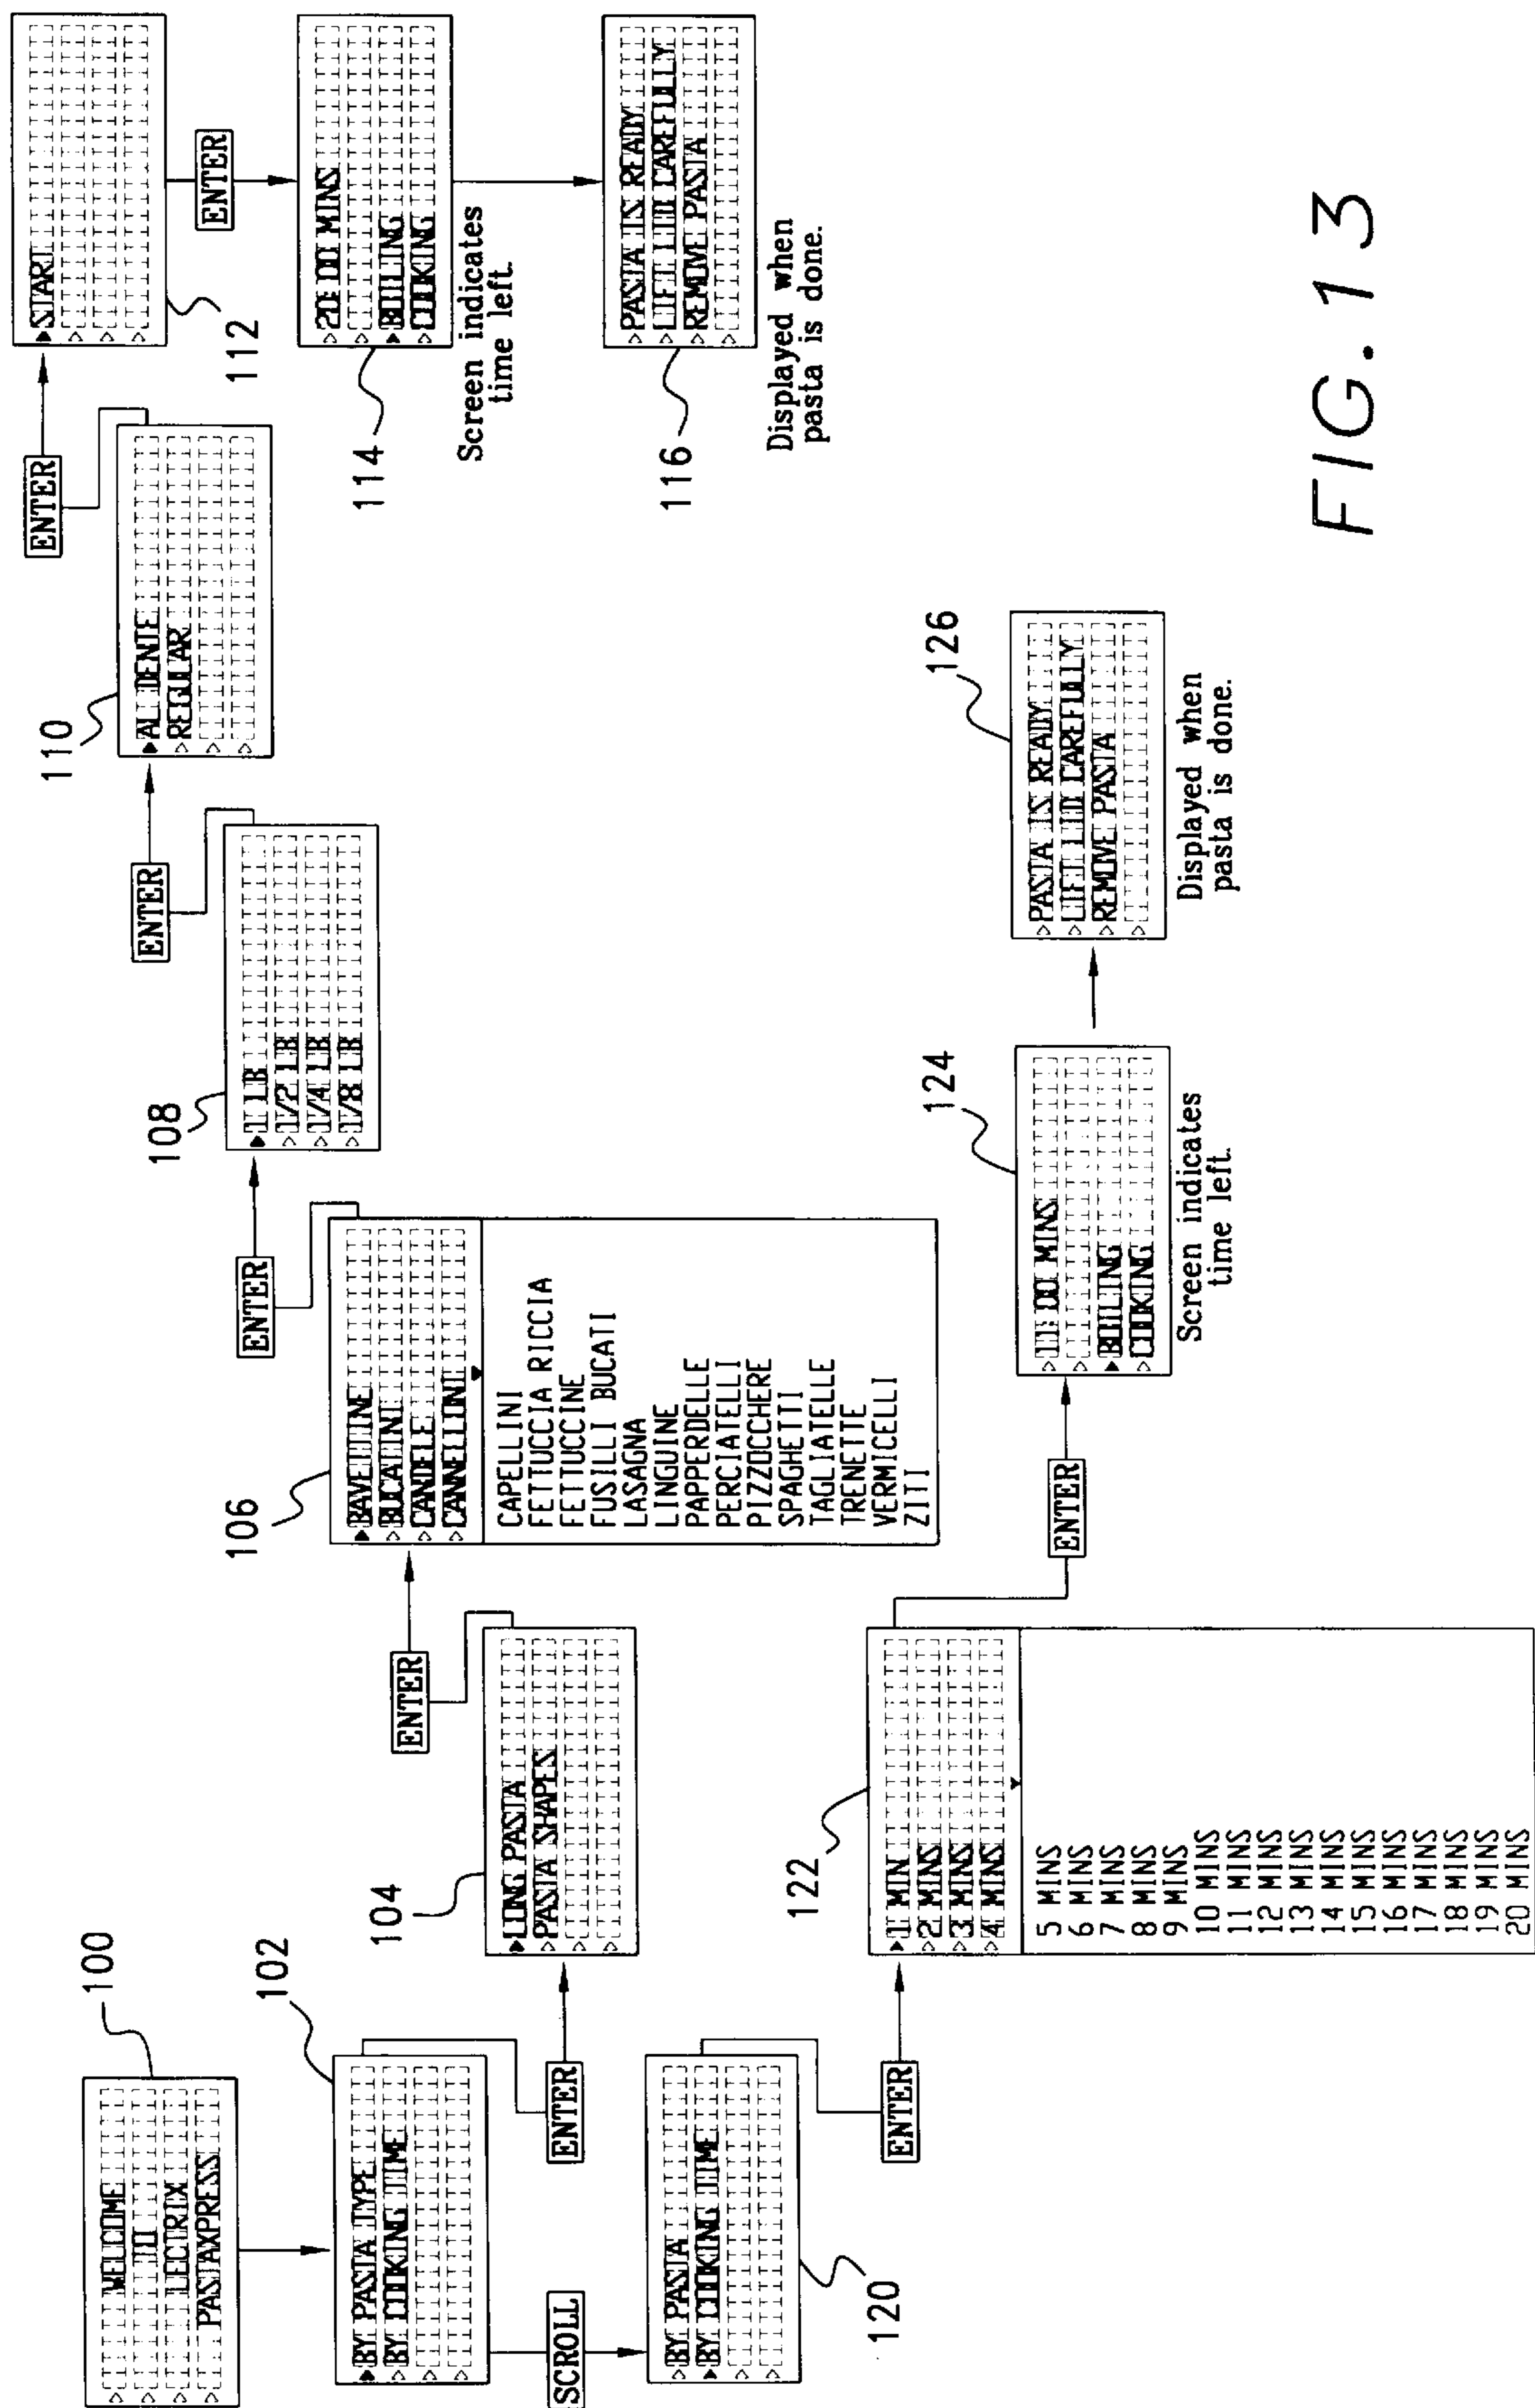 100
WELCOME
TO
LECTRIX
PASTAXPRESS
102
BY PASTA TYPE
BY COOKING TIME
ENTER
SCROLL
BY PASTA
BY COOKING TIME
120
ENTER
104
LONG PASTA
PASTA SHAPES
ENTER
106
BAVETTINE
BUCATINI
CANDELE
CANNELLONI
CAPELLINI
FETTUCCIA RICCIA
FETTUCCINE
FUSILLI BUCATI
LASAGNA
LINGUINE
PAPPERDELLE
PERCIATELLI
PIZZOCCHERE
SPAGHETTI
TAGLIATELLE
TRENETTE
VERMICELLI
ZITI
ENTER
108
1 LB
1/2 LB
1/4 LB
1/8 LB
ENTER
110
AL DENTE
REGULAR
ENTER
START
112
ENTER
20:00 MINS
BOILING
COOKING
114
Screen indicates
time left.
PASTA IS READY
LIFT LID CAREFULLY
REMOVE PASTA
116
Displayed when
pasta is done.
122
1 MIN
2 MINS
3 MINS
4 MINS
5 MINS
6 MINS
7 MINS
8 MINS
9 MINS
10 MINS
11 MINS
12 MINS
13 MINS
14 MINS
15 MINS
16 MINS
17 MINS
18 MINS
19 MINS
20 MINS
ENTER
124
11:00 MINS
BOILING
COOKING
Screen indicates
time left.
126
PASTA IS READY
LIFT LID CAREFULLY
REMOVE PASTA
Displayed when
pasta is done.
FIG. 13